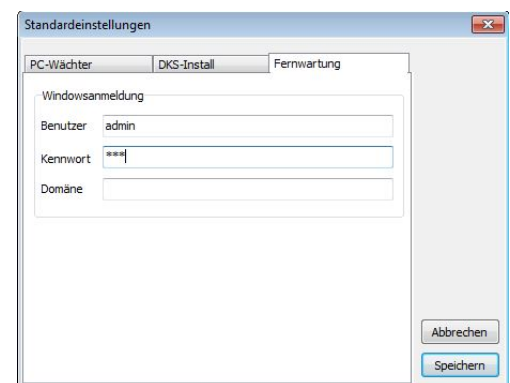 Standardeinstellungen
PC-Wächter DKS-Install Fernwartung
Windowsanmeldung
Benutzer admin
Kennwort ***
Domäne
Abbrechen
Speichern